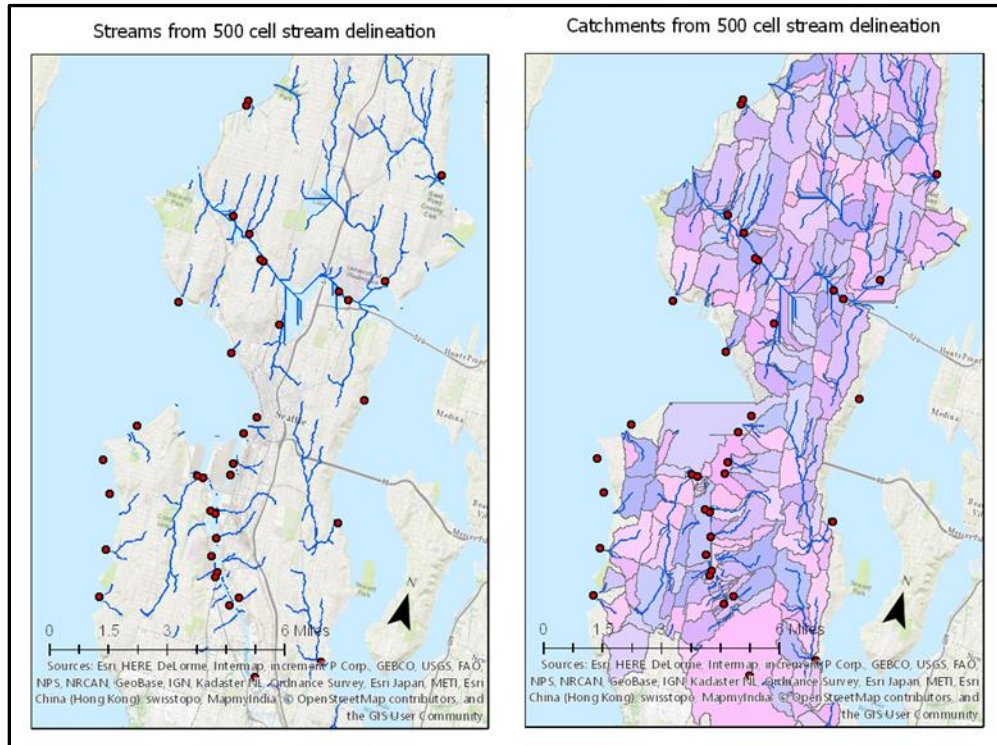 Streams from 500 cell stream delineation
Catchments from 500 cell stream delineation
Seattle
Medina
N
0 1.5 3 6 Miles
Sources: Esri, HERE, DeLorme, Intermap, increment P Corp., GEBCO, USGS, FAO,
NPS, NRCAN, GeoBase, IGN, Kadaster NL, Ordnance Survey, Esri Japan, METI, Esri
China (Hong Kong), swisstopo, MapmyIndia, © OpenStreetMap contributors, and
the GIS User Community
Medina
N
0 1.5 3 6 Miles
Sources: Esri, HERE, DeLorme, Intermap, increment P Corp., GEBCO, USGS, FAO,
NPS, NRCAN, GeoBase, IGN, Kadaster NL, Ordnance Survey, Esri Japan, METI, Esri
China (Hong Kong), swisstopo, MapmyIndia, © OpenStreetMap contributors, and
the GIS User Community